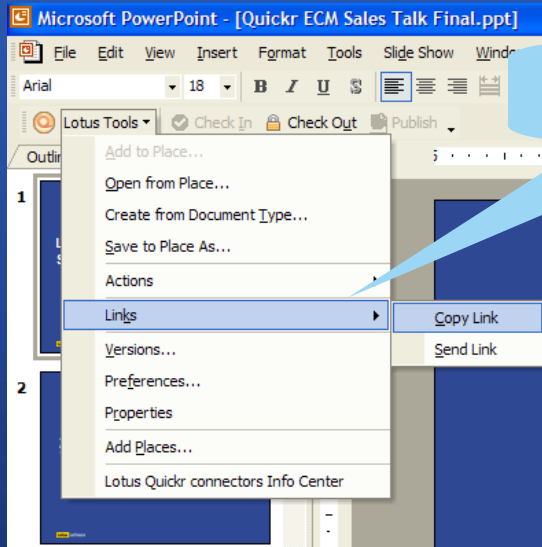 Microsoft PowerPoint - [Quickr ECM Sales Talk Final.ppt]
File Edit View Insert Format Tools Slide Show
Arial 18 B I U S
Lotus Tools Check In Check Out Publish
Add to Place...
Open from Place...
Create from Document Type...
Save to Place As...
Actions
Links
Copy Link
Send Link
Versions...
Preferences...
Properties
Add Places...
Lotus Quickr connectors Info Center
1
2